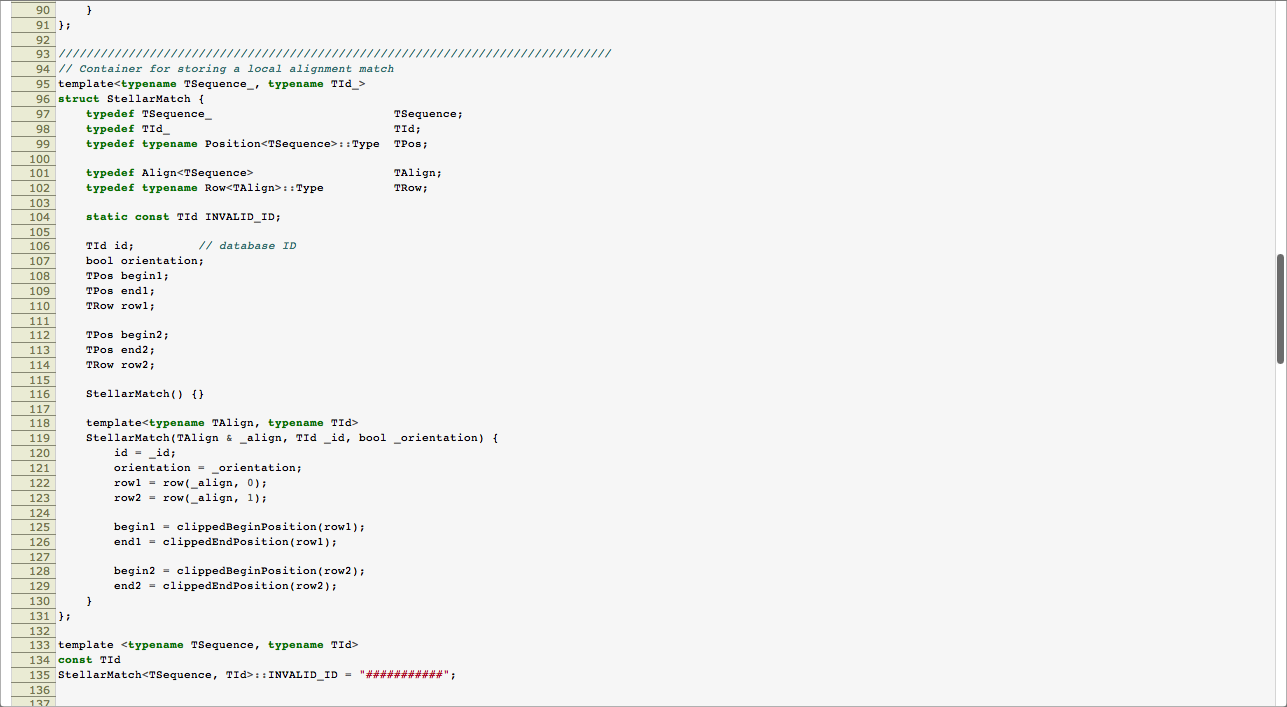 90     }
91 };
92
93 ///////////////////////////////////////////////////////////////////////////////
94 // Container for storing a local alignment match
95 template<typename TSequence_, typename TId_>
96 struct StellarMatch {
97     typedef TSequence_                          TSequence;
98     typedef TId_                                TId;
99     typedef typename Position<TSequence>::Type  TPos;
100
101     typedef Align<TSequence>                    TAlign;
102     typedef typename Row<TAlign>::Type          TRow;
103
104     static const TId INVALID_ID;
105
106     TId id;         // database ID
107     bool orientation;
108     TPos begin1;
109     TPos end1;
110     TRow row1;
111
112     TPos begin2;
113     TPos end2;
114     TRow row2;
115
116     StellarMatch() {}
117
118     template<typename TAlign, typename TId>
119     StellarMatch(TAlign & _align, TId _id, bool _orientation) {
120         id = _id;
121         orientation = _orientation;
122         row1 = row(_align, 0);
123         row2 = row(_align, 1);
124
125         begin1 = clippedBeginPosition(row1);
126         end1 = clippedEndPosition(row1);
127
128         begin2 = clippedBeginPosition(row2);
129         end2 = clippedEndPosition(row2);
130     }
131 };
132
133 template <typename TSequence, typename TId>
134 const TId
135 StellarMatch<TSequence, TId>::INVALID_ID = "###########";
136
137